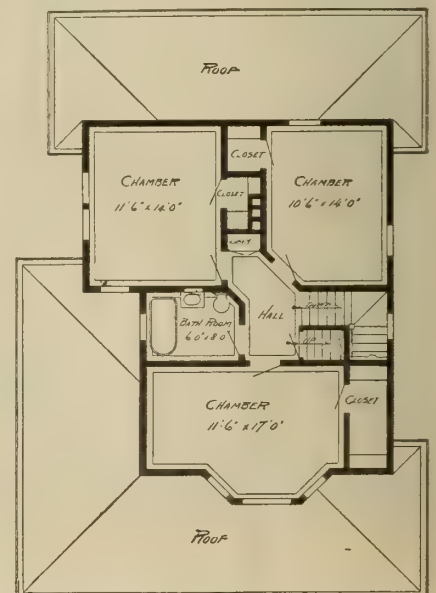 ROOF
CLOSET
CHAMBER
11'6" x 14'0"
CLOSET
CHAMBER
10'6" x 14'0"
BATH ROOM
6'0" x 8'0"
HALL
DOWN
UP
CHAMBER
11'6" x 17'0"
CLOSET
ROOF